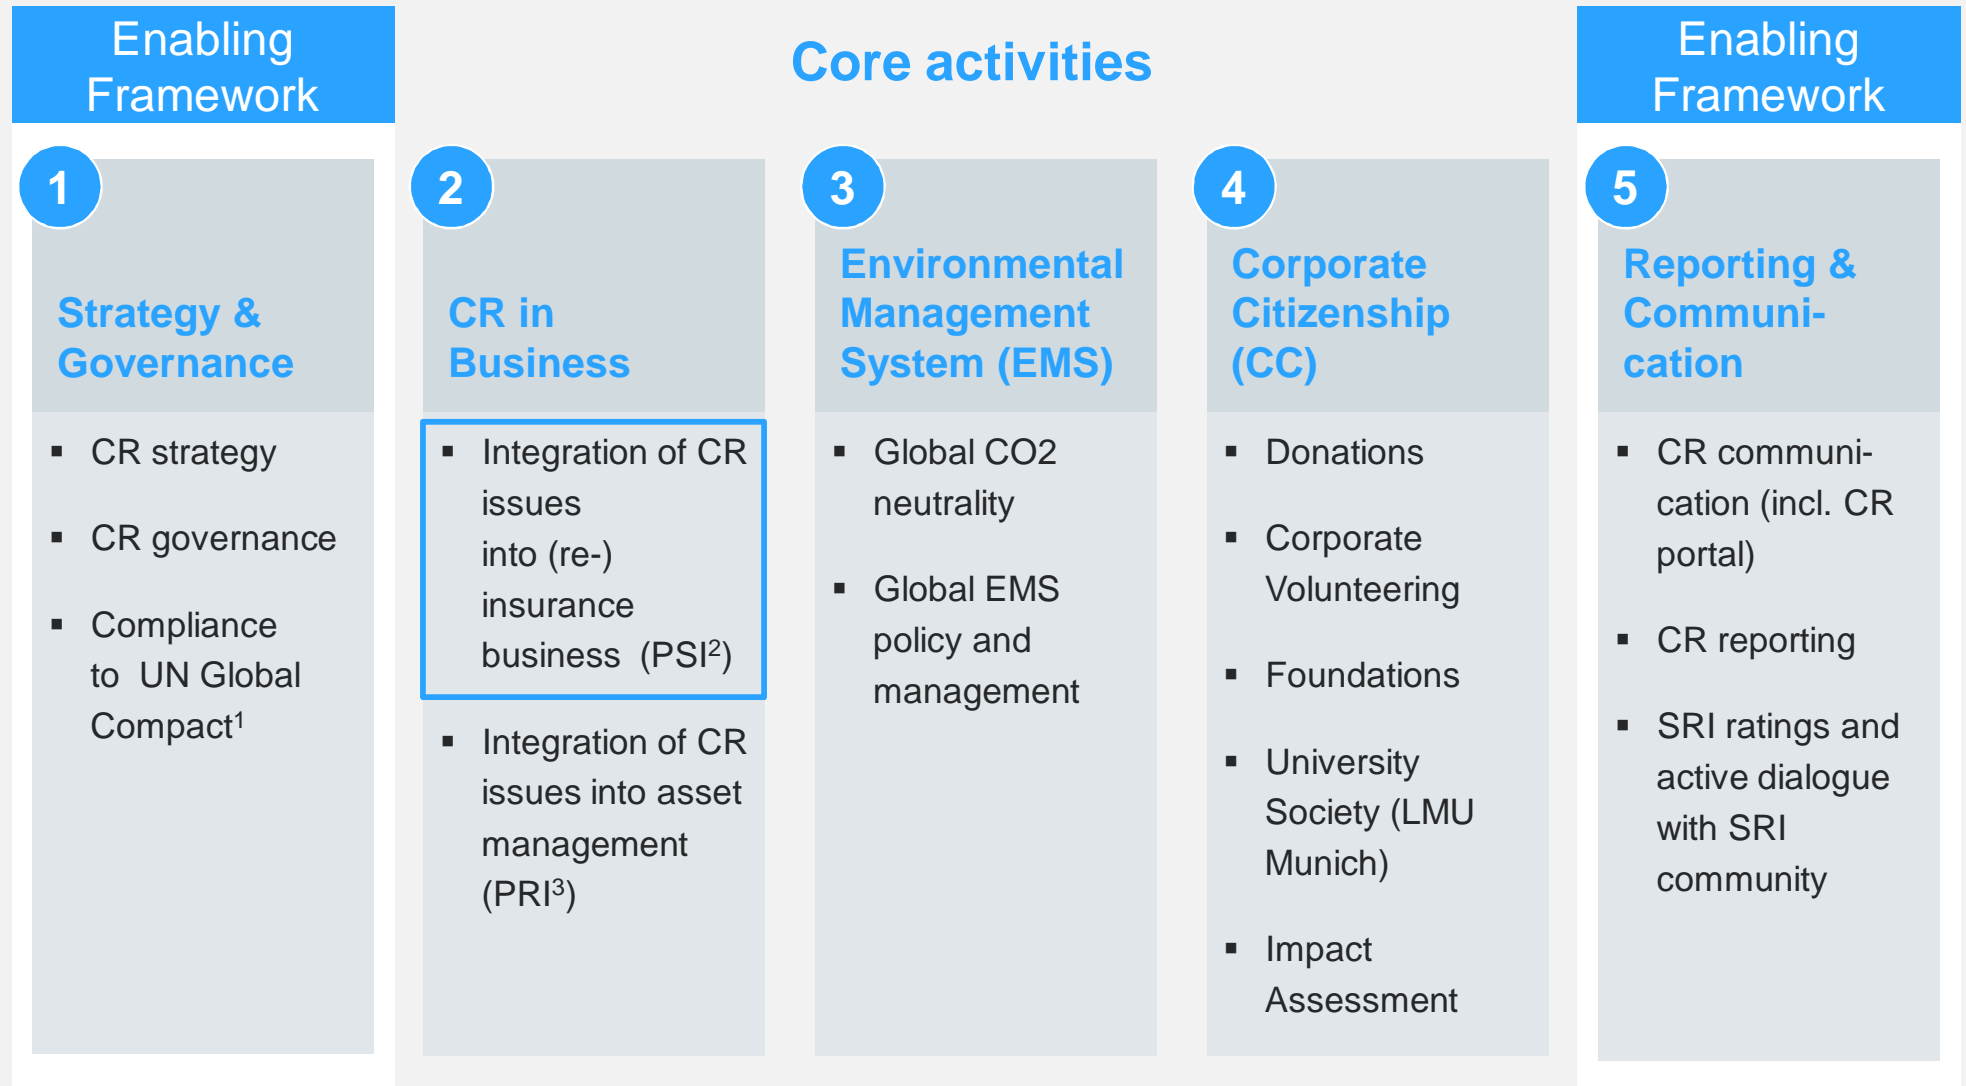 Enabling
Framework
Core activities
Enabling
Framework
1
Strategy &
Governance
▪ CR strategy
▪ CR governance
▪ Compliance
to UN Global
Compact¹
2
CR in
Business
▪ Integration of CR
issues
into (re-)
insurance
business (PSI²)
▪ Integration of CR
issues into asset
management
(PRI³)
3
Environmental
Management
System (EMS)
▪ Global CO2
neutrality
▪ Global EMS
policy and
management
4
Corporate
Citizenship
(CC)
▪ Donations
▪ Corporate
Volunteering
▪ Foundations
▪ University
Society (LMU
Munich)
▪ Impact
Assessment
5
Reporting &
Communi-
cation
▪ CR communi-
cation (incl. CR
portal)
▪ CR reporting
▪ SRI ratings and
active dialogue
with SRI
community